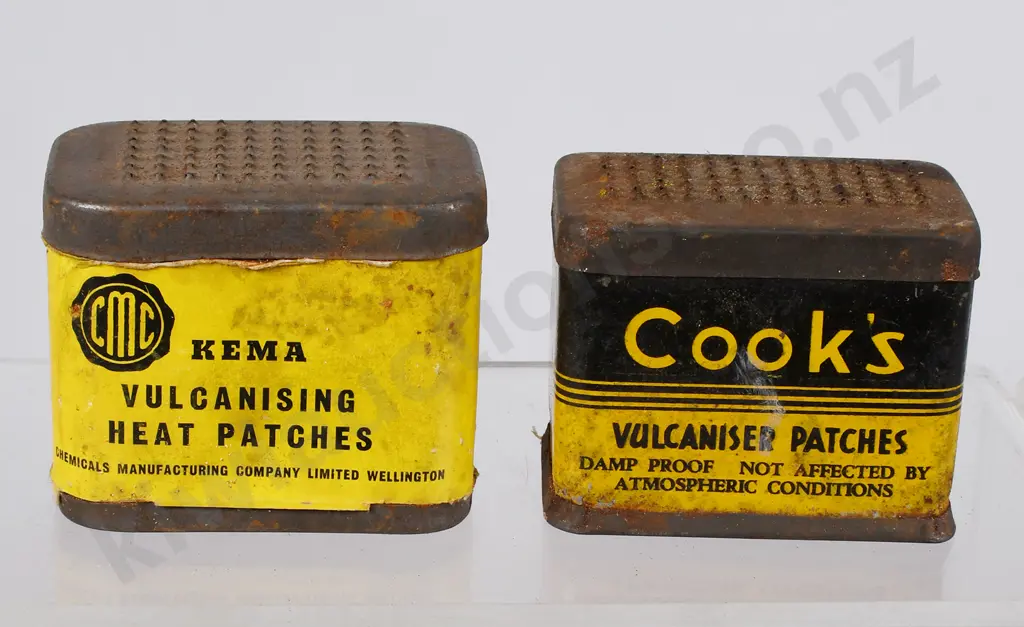 CMC
KEMA
VULCANISING
HEAT PATCHES
CHEMICALS MANUFACTURING COMPANY LIMITED WELLINGTON
Cook's
VULCANISER PATCHES
DAMP PROOF NOT AFFECTED BY
ATMOSPHERIC CONDITIONS